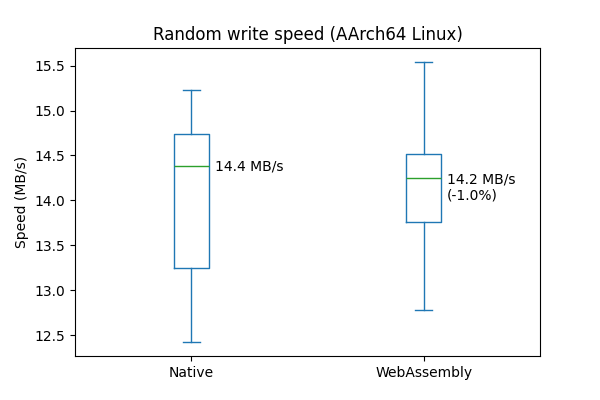 Random write speed (AArch64 Linux)
Speed (MB/s)
15.5
15.0
14.5
14.0
13.5
13.0
12.5
14.4 MB/s
14.2 MB/s
(-1.0%)
Native
WebAssembly